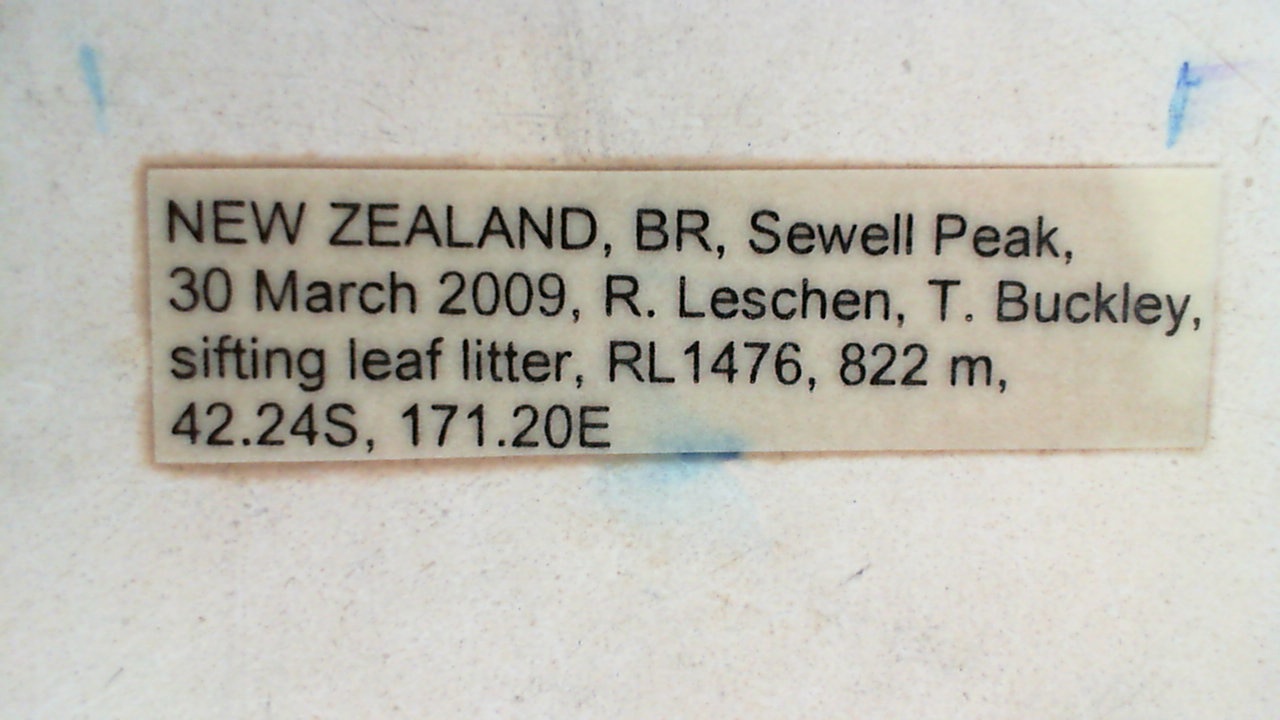 NEW ZEALAND, BR, Sewell Peak,
30 March 2009, R. Leschen, T. Buckley,
sifting leaf litter, RL1476, 822 m,
42.24S, 171.20E